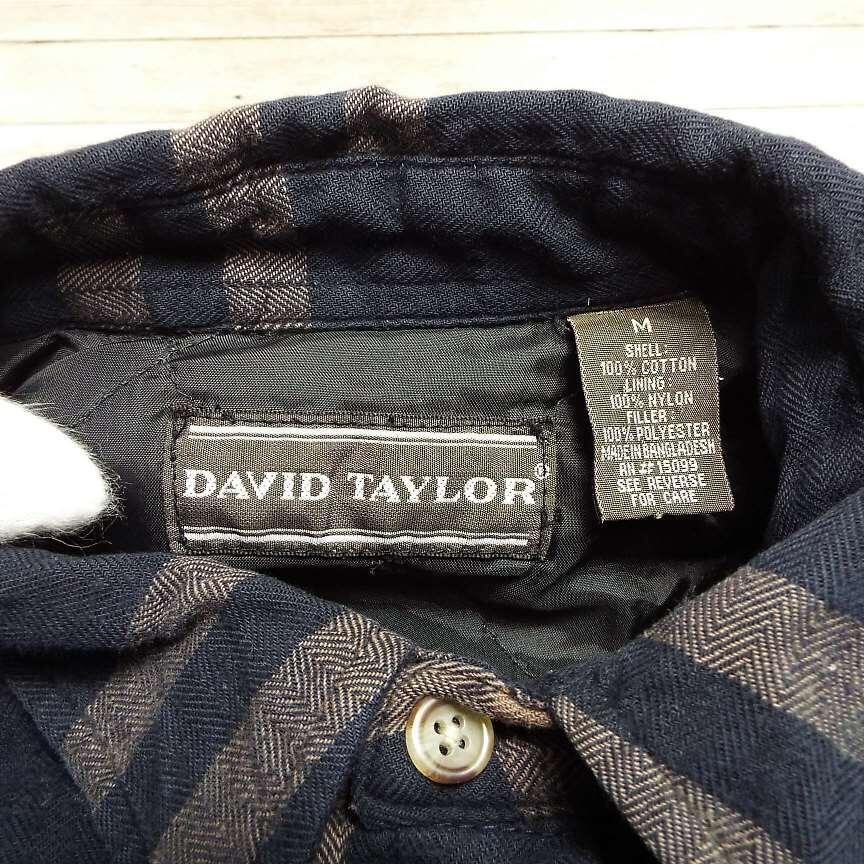 DAVID TAYLOR®
M
SHELL:
100% COTTON
LINING:
100% NYLON
FILLER:
100% POLYESTER
MADE IN BANGLADESH
RN # 15099
SEE REVERSE
FOR CARE